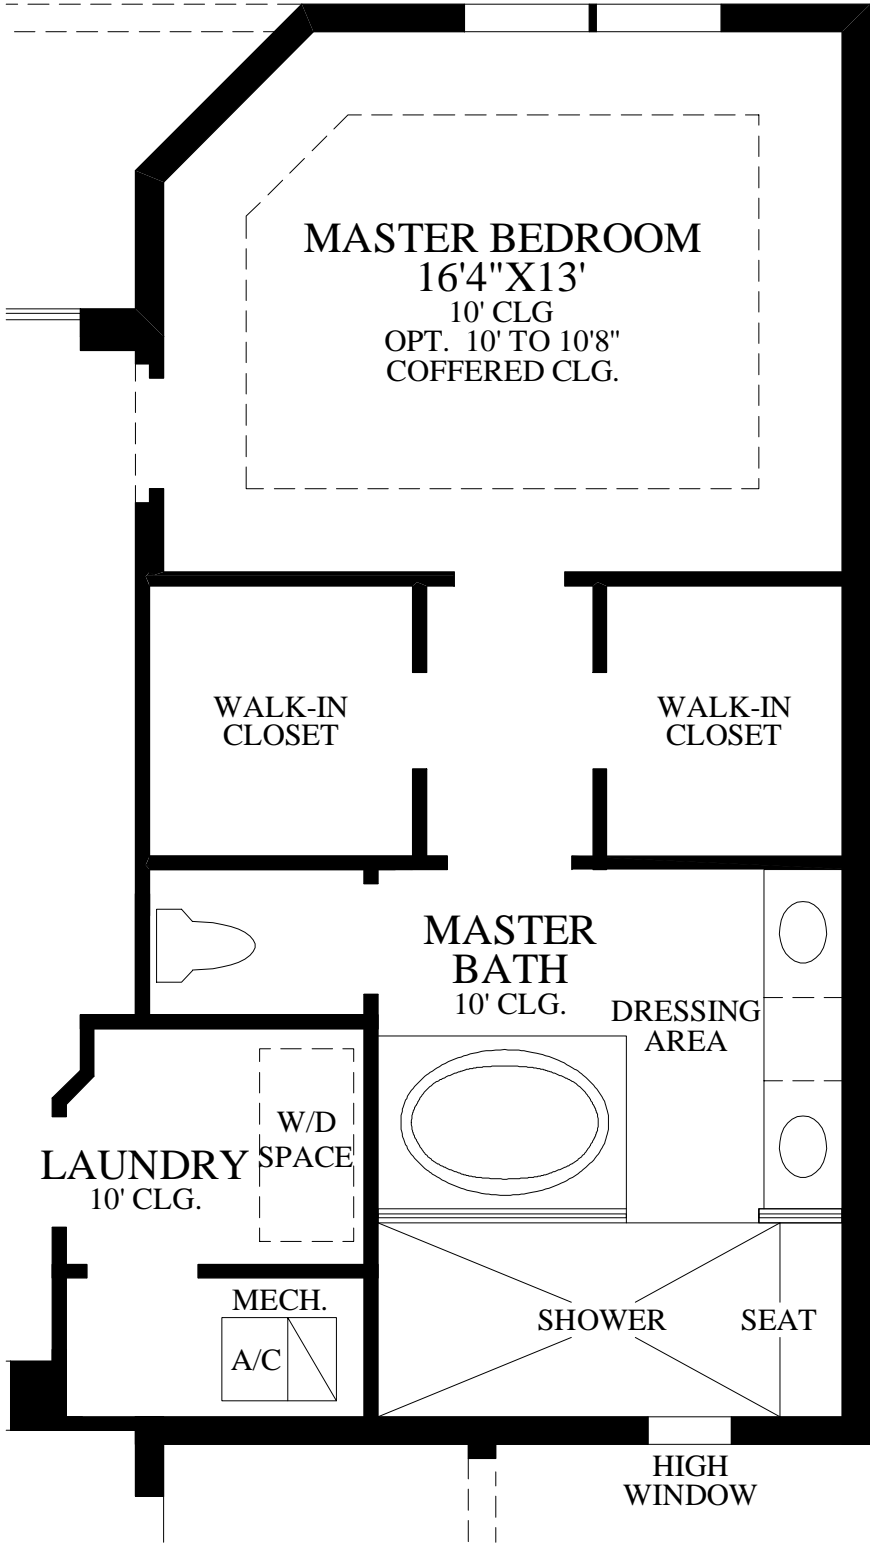 MASTER BEDROOM
16'4"X13'
10' CLG
OPT. 10' TO 10'8"
COFFERED CLG.
WALK-IN
CLOSET
WALK-IN
CLOSET
MASTER
BATH
10' CLG.
DRESSING
AREA
W/D
SPACE
LAUNDRY
10' CLG.
MECH.
A/C
SHOWER
SEAT
HIGH
WINDOW